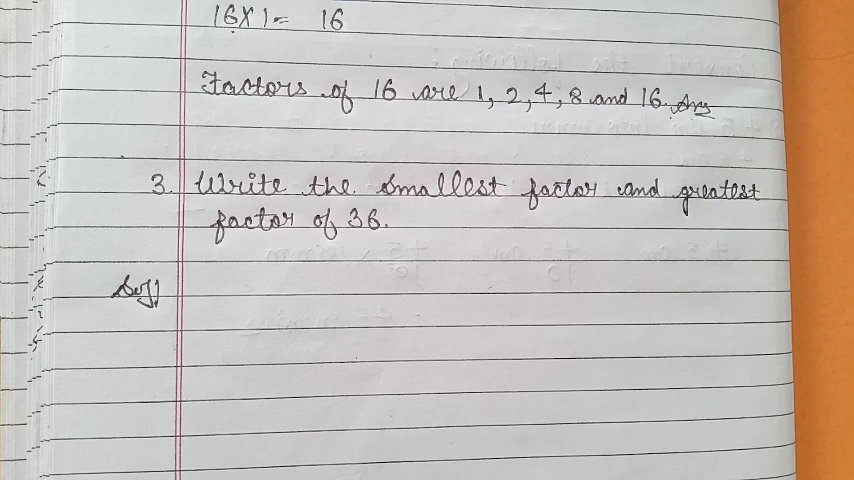 16×1= 16
Factors of 16 are 1, 2, 4, 8 and 16. Ans
3. Write the smallest factor and greatest
factor of 36.